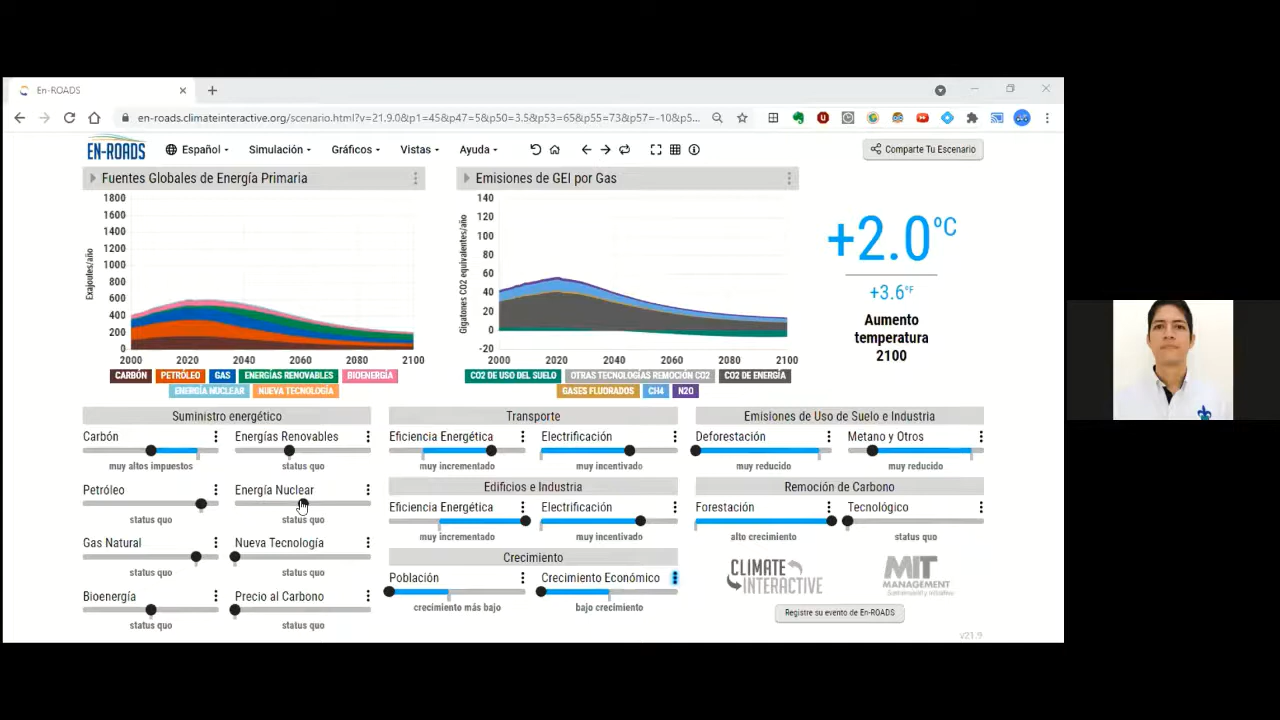 En-ROADS
en-roads.climateinteractive.org/scenario.html?v=21.9.0&p1=45&p47=5&p50=3.5&p53=65&p55=73&p57=-10&p5...
EN-ROADS
Español
Simulación
Gráficos
Vistas
Ayuda
Comparte Tu Escenario
Fuentes Globales de Energía Primaria
Exajoules/año
1800
1600
1400
1200
1000
800
600
400
200
0
2000 2020 2040 2060 2080 2100
CARBÓN PETRÓLEO GAS ENERGÍAS RENOVABLES BIOENERGÍA
ENERGÍA NUCLEAR NUEVA TECNOLOGÍA
Emisiones de GEI por Gas
Gigatones CO2 equivalentes/año
140
120
100
80
60
40
20
0
-20
2000 2020 2040 2060 2080 2100
CO2 DE USO DEL SUELO OTRAS TECNOLOGÍAS REMOCIÓN CO2 CO2 DE ENERGÍA
GASES FLUORADOS CH4 N2O
+2.0 ºC
+3.6°F
Aumento
temperatura
2100
Suministro energético
Carbón
muy altos impuestos
Energías Renovables
status quo
Petróleo
status quo
Energía Nuclear
status quo
Gas Natural
status quo
Nueva Tecnología
status quo
Bioenergía
status quo
Precio al Carbono
status quo
Transporte
Eficiencia Energética
muy incrementado
Electrificación
muy incentivado
Edificios e Industria
Eficiencia Energética
muy incrementado
Electrificación
muy incentivado
Crecimiento
Población
crecimiento más bajo
Crecimiento Económico
bajo crecimiento
Emisiones de Uso de Suelo e Industria
Deforestación
muy reducido
Metano y Otros
muy reducido
Remoción de Carbono
Forestación
alto crecimiento
Tecnológico
status quo
CLIMATE
INTERACTIVE
MIT
MANAGEMENT
Registre su evento de En-ROADS
v21.9